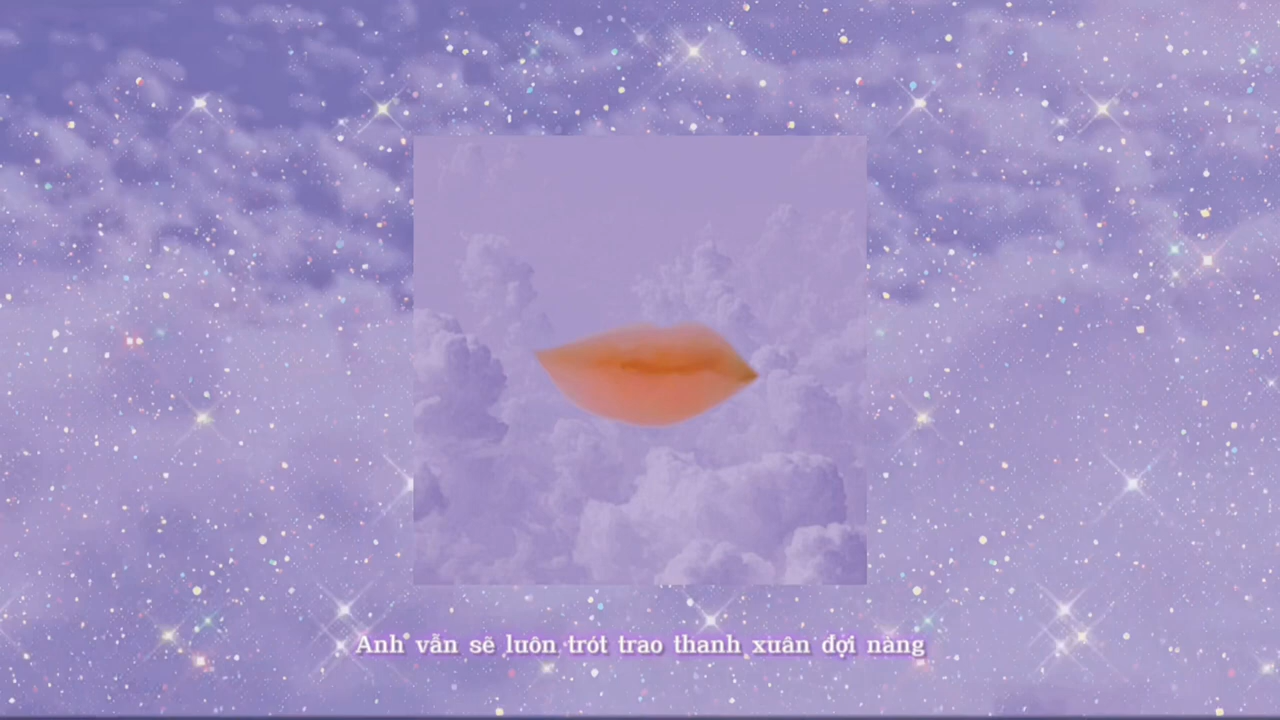 Anh vẫn sẽ luôn trót trao thanh xuân đợi nàng